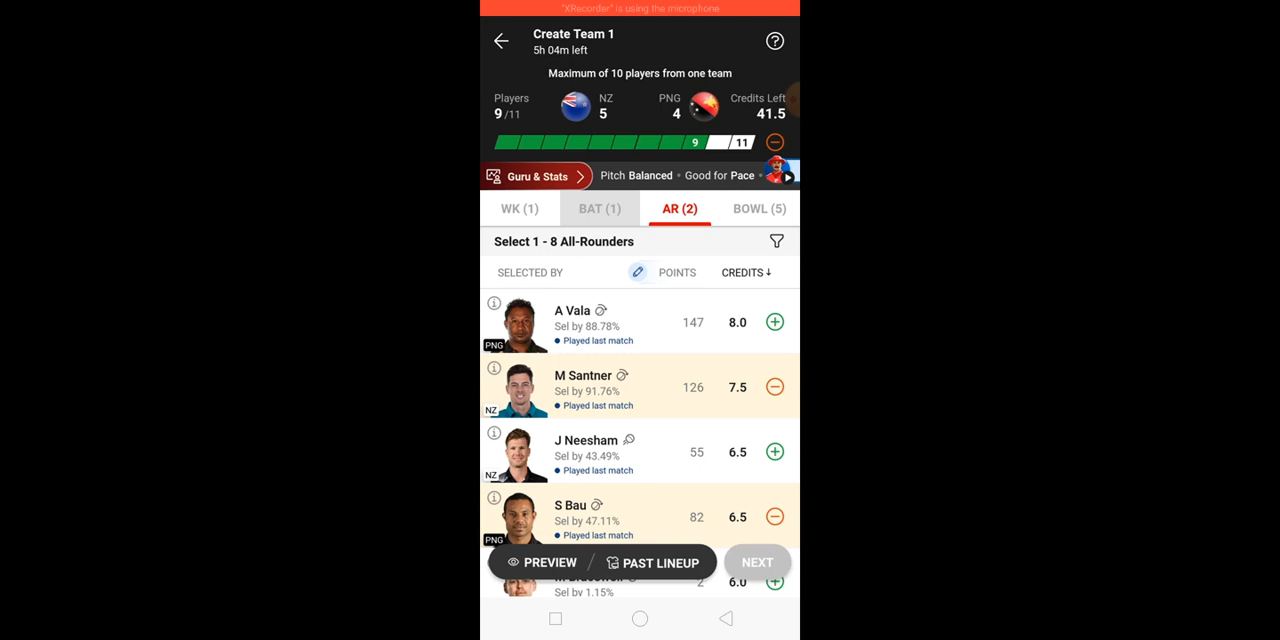 "XRecorder" is using the microphone
Create Team 1
5h 04m left
Maximum of 10 players from one team
Players NZ PNG Credits Left
9/11 5 4 41.5
9 11
Guru & Stats Pitch Balanced • Good for Pace •
WK (1) BAT (1) AR (2) BOWL (5)
Select 1 - 8 All-Rounders
SELECTED BY POINTS CREDITS↓
A Vala
Sel by 88.78% 147 8.0
PNG • Played last match
M Santner
Sel by 91.76% 126 7.5
NZ • Played last match
J Neesham
Sel by 43.49% 55 6.5
NZ • Played last match
S Bau
Sel by 47.11% 82 6.5
PNG • Played last match
PREVIEW / PAST LINEUP NEXT
2 6.0
Sel by 1.15%